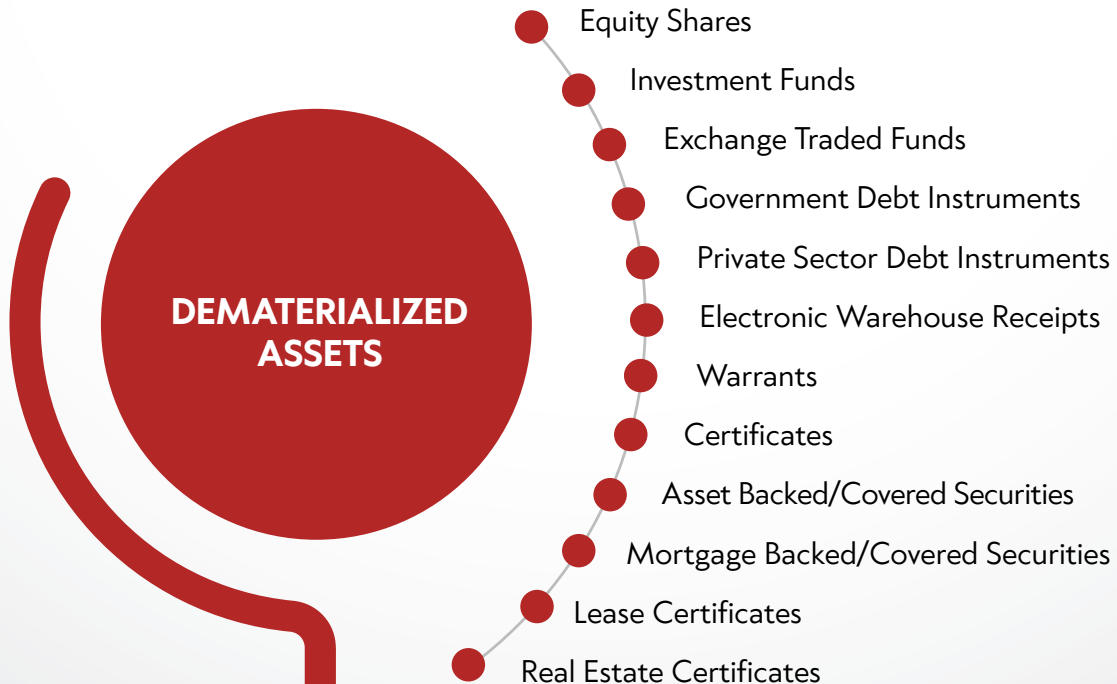 DEMATERIALIZED
ASSETS
Equity Shares
Investment Funds
Exchange Traded Funds
Government Debt Instruments
Private Sector Debt Instruments
Electronic Warehouse Receipts
Warrants
Certificates
Asset Backed/Covered Securities
Mortgage Backed/Covered Securities
Lease Certificates
Real Estate Certificates